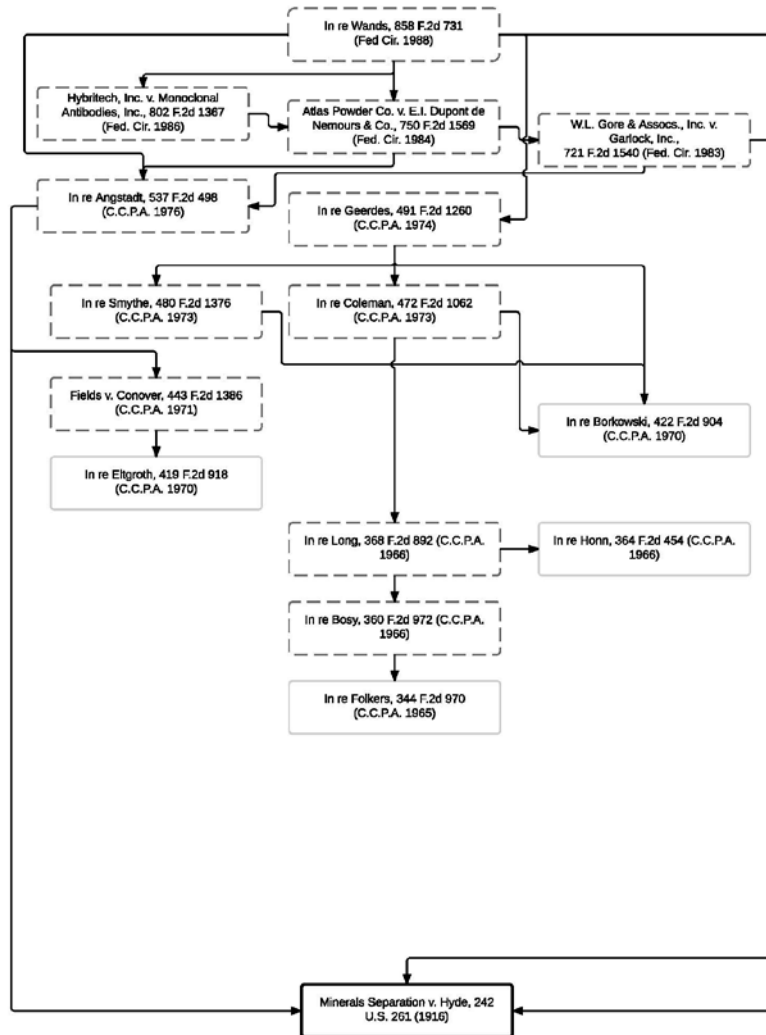 In re Wands, 858 F.2d 731
(Fed Cir. 1988)
Hybritech, Inc. v. Monoclonal
Antibodies, Inc., 802 F.2d 1367
(Fed. Cir. 1986)
Atlas Powder Co. v. E.I. Dupont de
Nemours & Co., 750 F.2d 1569
(Fed. Cir. 1984)
W.L. Gore & Assocs., Inc. v.
Garlock, Inc.,
721 F.2d 1540 (Fed. Cir. 1983)
In re Angstadt, 537 F.2d 498
(C.C.P.A. 1976)
In re Geerdes, 491 F.2d 1260
(C.C.P.A. 1974)
In re Smythe, 480 F.2d 1376
(C.C.P.A. 1973)
In re Coleman, 472 F.2d 1062
(C.C.P.A. 1973)
Fields v. Conover, 443 F.2d 1386
(C.C.P.A. 1971)
In re Borkowski, 422 F.2d 904
(C.C.P.A. 1970)
In re Eltgroth, 419 F.2d 918
(C.C.P.A. 1970)
In re Long, 368 F.2d 892 (C.C.P.A.
1966)
In re Honn, 364 F.2d 454 (C.C.P.A.
1966)
In re Bosy, 360 F.2d 972 (C.C.P.A.
1966)
In re Folkers, 344 F.2d 970
(C.C.P.A. 1965)
Minerals Separation v. Hyde, 242
U.S. 261 (1916)